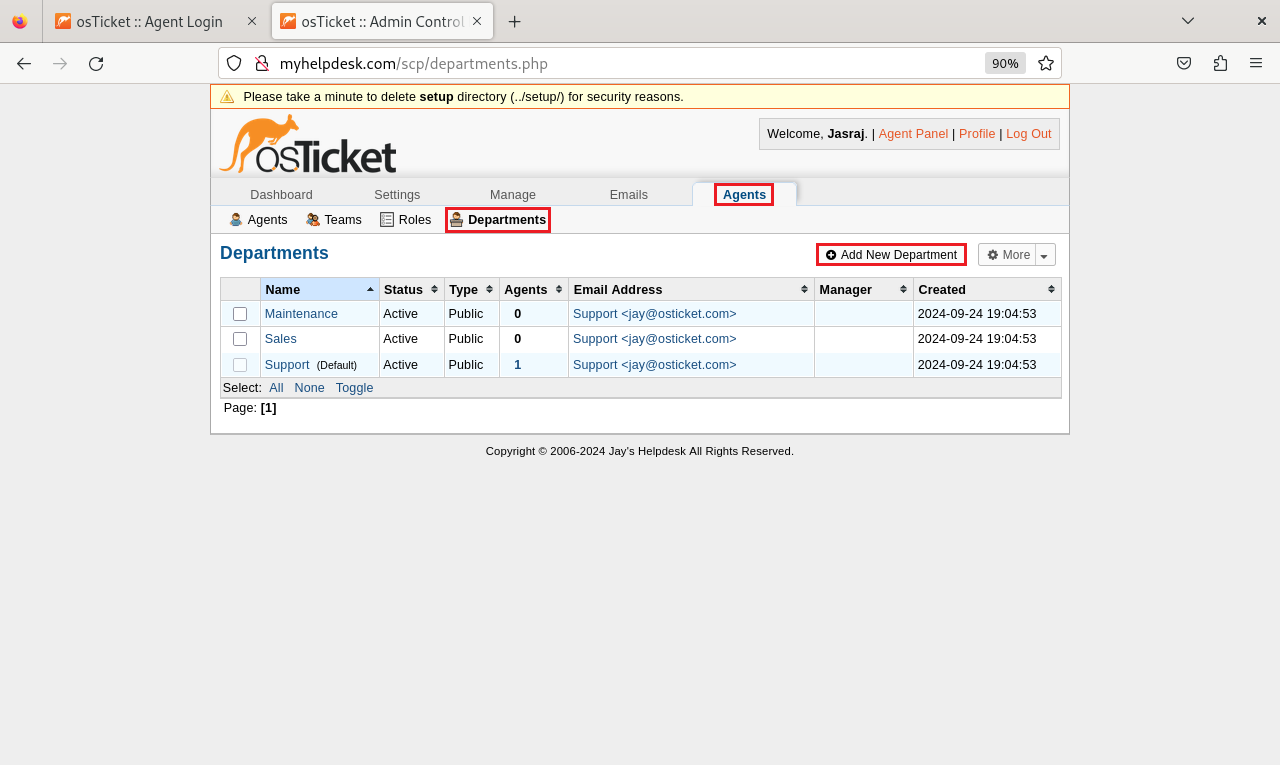 osTicket :: Agent Login
osTicket :: Admin Control
myhelpdesk.com/scp/departments.php 90%
Please take a minute to delete setup directory (../setup/) for security reasons.
osTicket
Welcome, Jasraj. | Agent Panel | Profile | Log Out
Dashboard Settings Manage Emails Agents
Agents Teams Roles Departments
Departments Add New Department More
Name Status Type Agents Email Address Manager Created
Maintenance Active Public 0 Support <jay@osticket.com> 2024-09-24 19:04:53
Sales Active Public 0 Support <jay@osticket.com> 2024-09-24 19:04:53
Support (Default) Active Public 1 Support <jay@osticket.com> 2024-09-24 19:04:53
Select: All None Toggle
Page: [1]
Copyright © 2006-2024 Jay's Helpdesk All Rights Reserved.